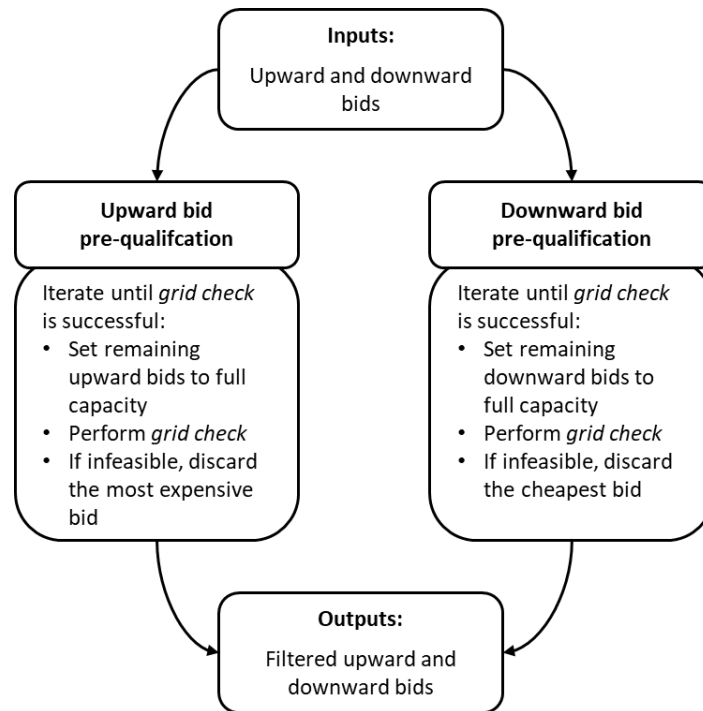 Inputs:
Upward and downward
bids
Upward bid
pre-qualifcation
Iterate until grid check
is successful:
• Set remaining
upward bids to full
capacity
• Perform grid check
• If infeasible, discard
the most expensive
bid
Downward bid
pre-qualification
Iterate until grid check
is successful:
• Set remaining
downward bids to
full capacity
• Perform grid check
• If infeasible, discard
the cheapest bid
Outputs:
Filtered upward and
downward bids